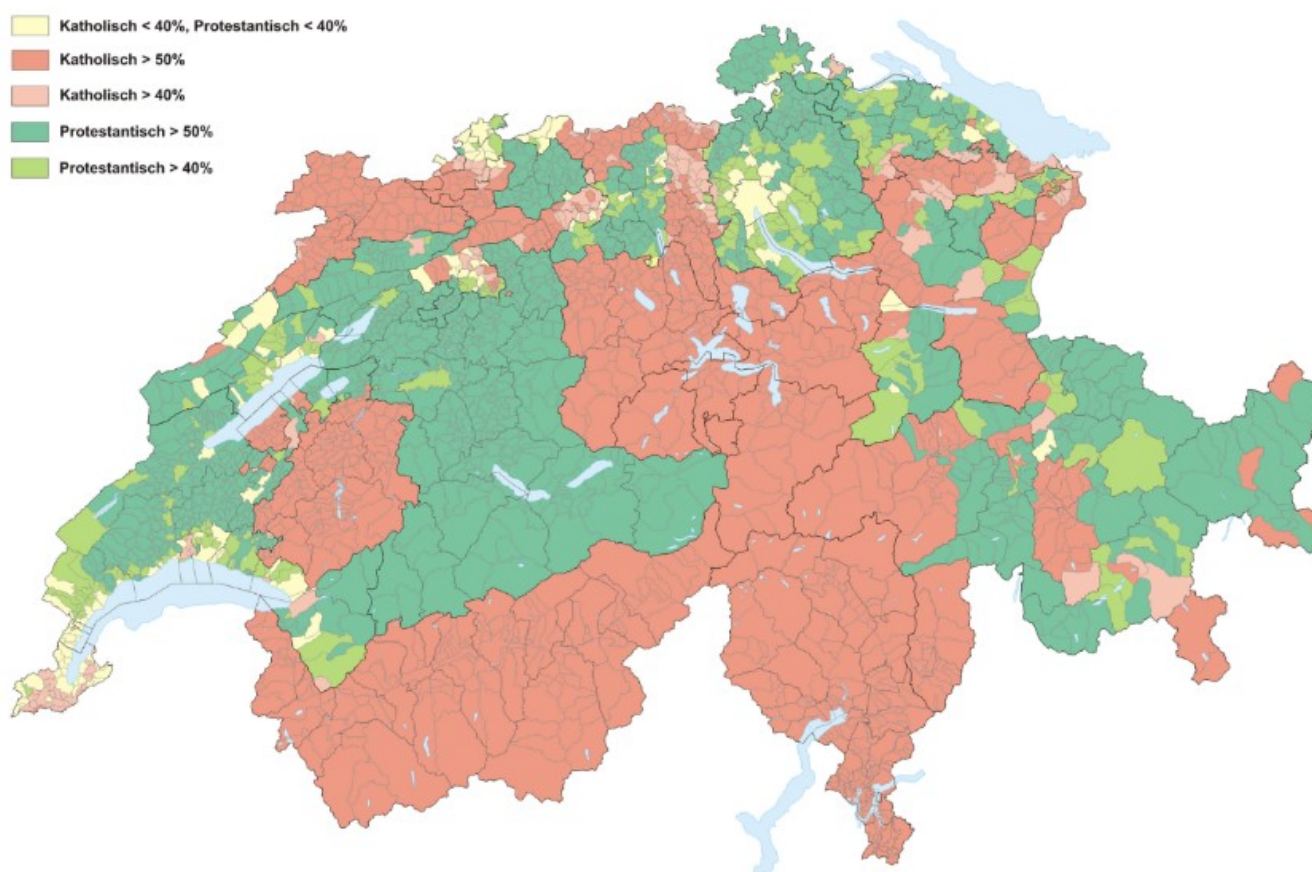 Katholisch < 40%, Protestantisch < 40%
Katholisch > 50%
Katholisch > 40%
Protestantisch > 50%
Protestantisch > 40%